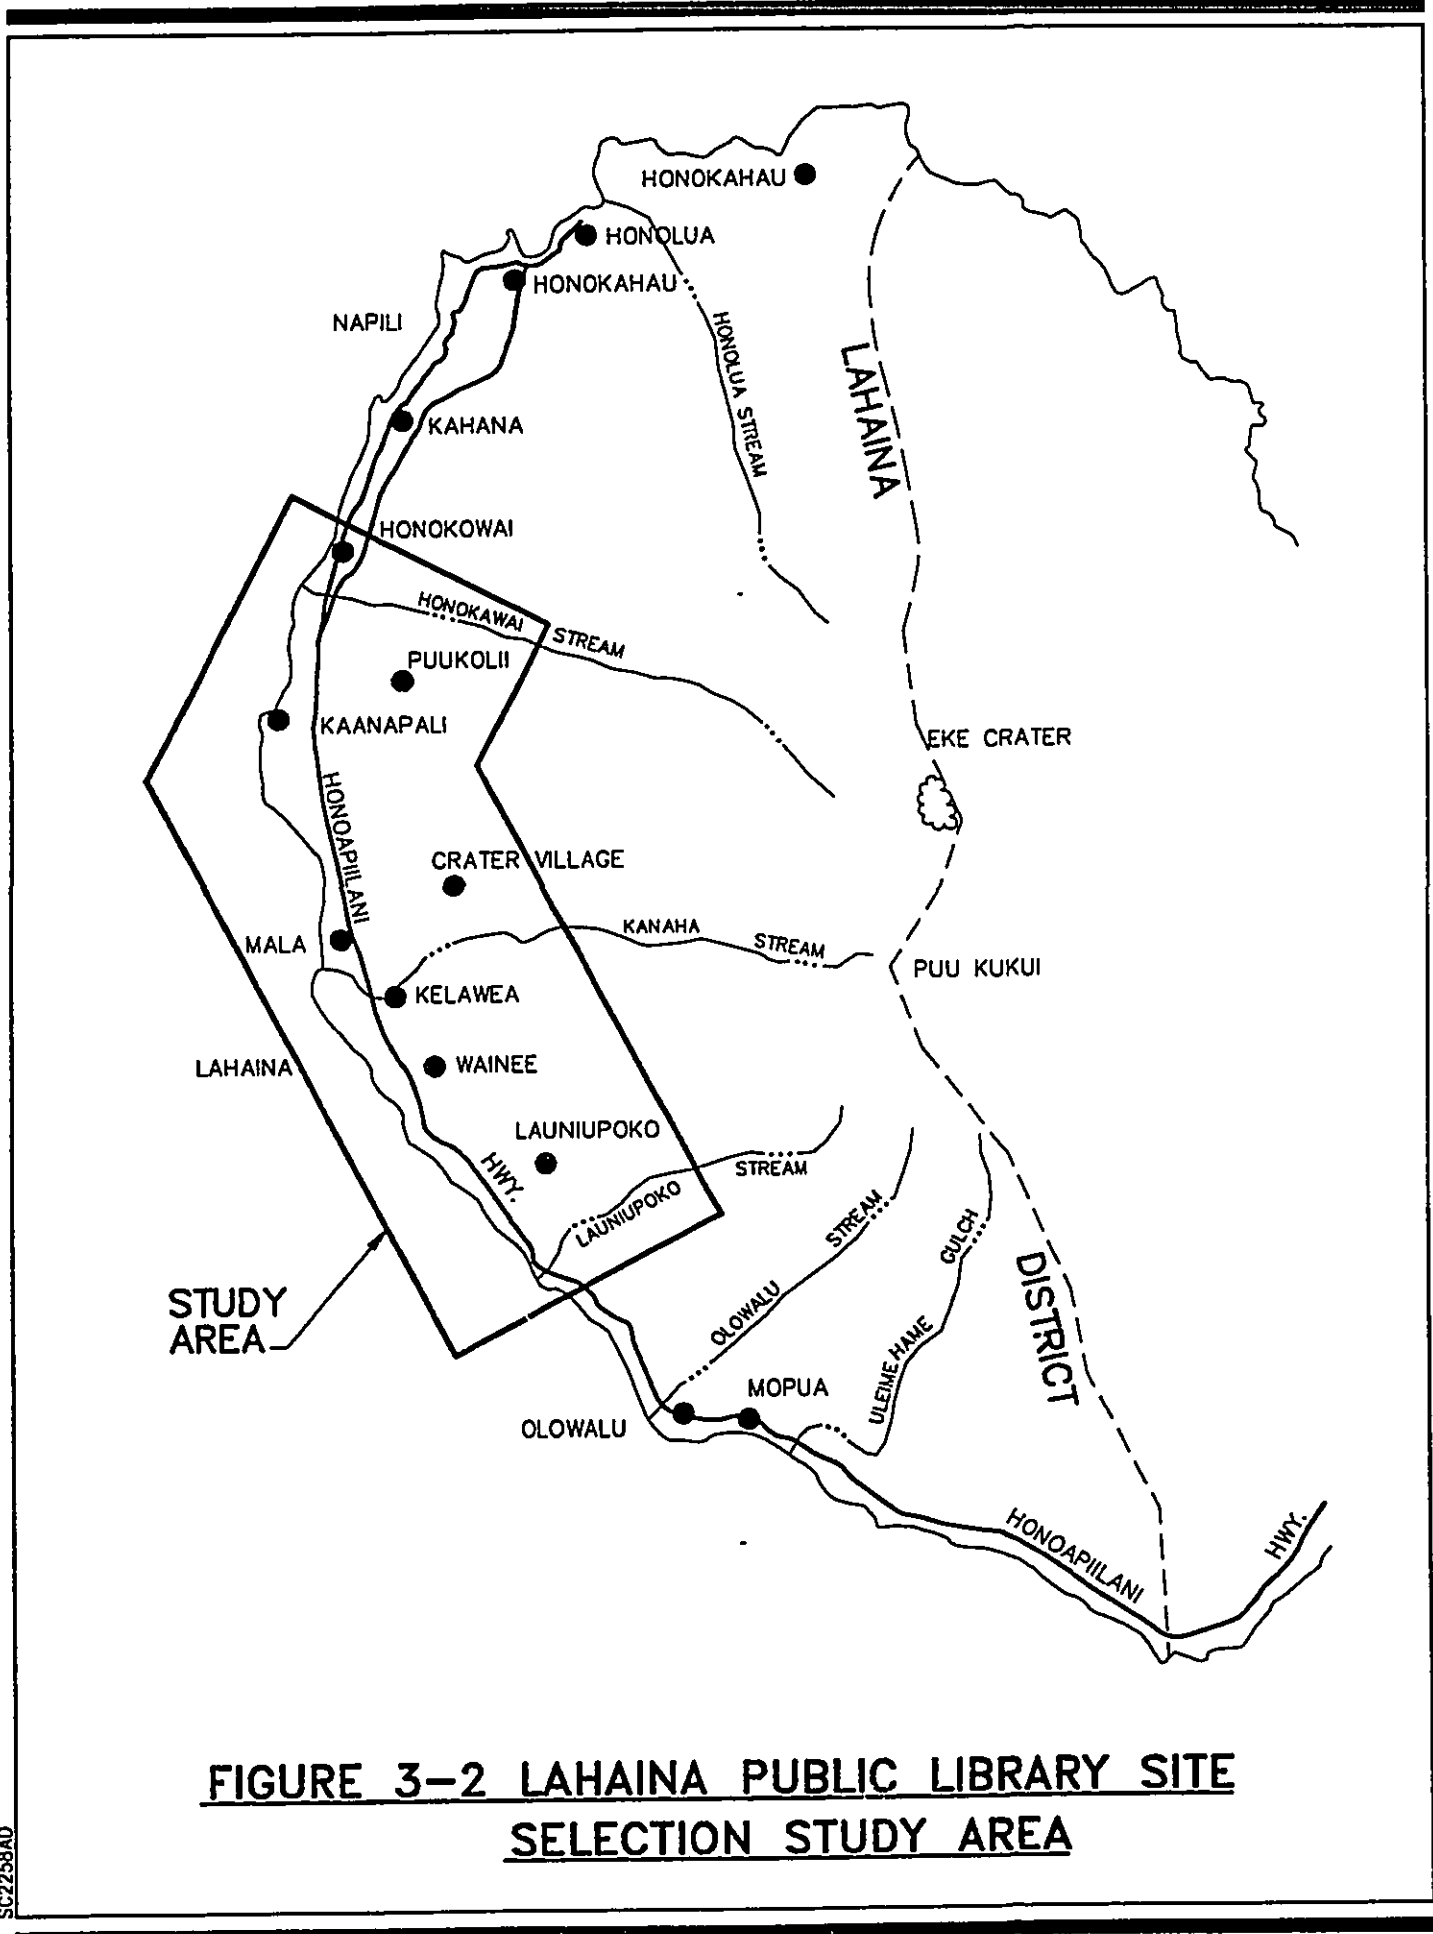 HONOKAHAU
HONOLUA
HONOKAHAU
NAPILI
HONOLUA STREAM
LAHAINA
KAHANA
HONOKOWAI
HONOKAWAI STREAM
PUUKOLII
KAANAPALI
EKE CRATER
HONOAPIILANI
CRATER VILLAGE
MALA
KANAHA STREAM
PUU KUKUI
KELAWEA
LAHAINA
WAINEE
LAUNIUPOKO
HWY.
LAUNIUPOKO STREAM
OLOWALU STREAM
ULEIME HAME GULCH
DISTRICT
STUDY
AREA
MOPUA
OLOWALU
HONOAPIILANI HWY.
FIGURE 3-2 LAHAINA PUBLIC LIBRARY SITE
SELECTION STUDY AREA
SC2258AD